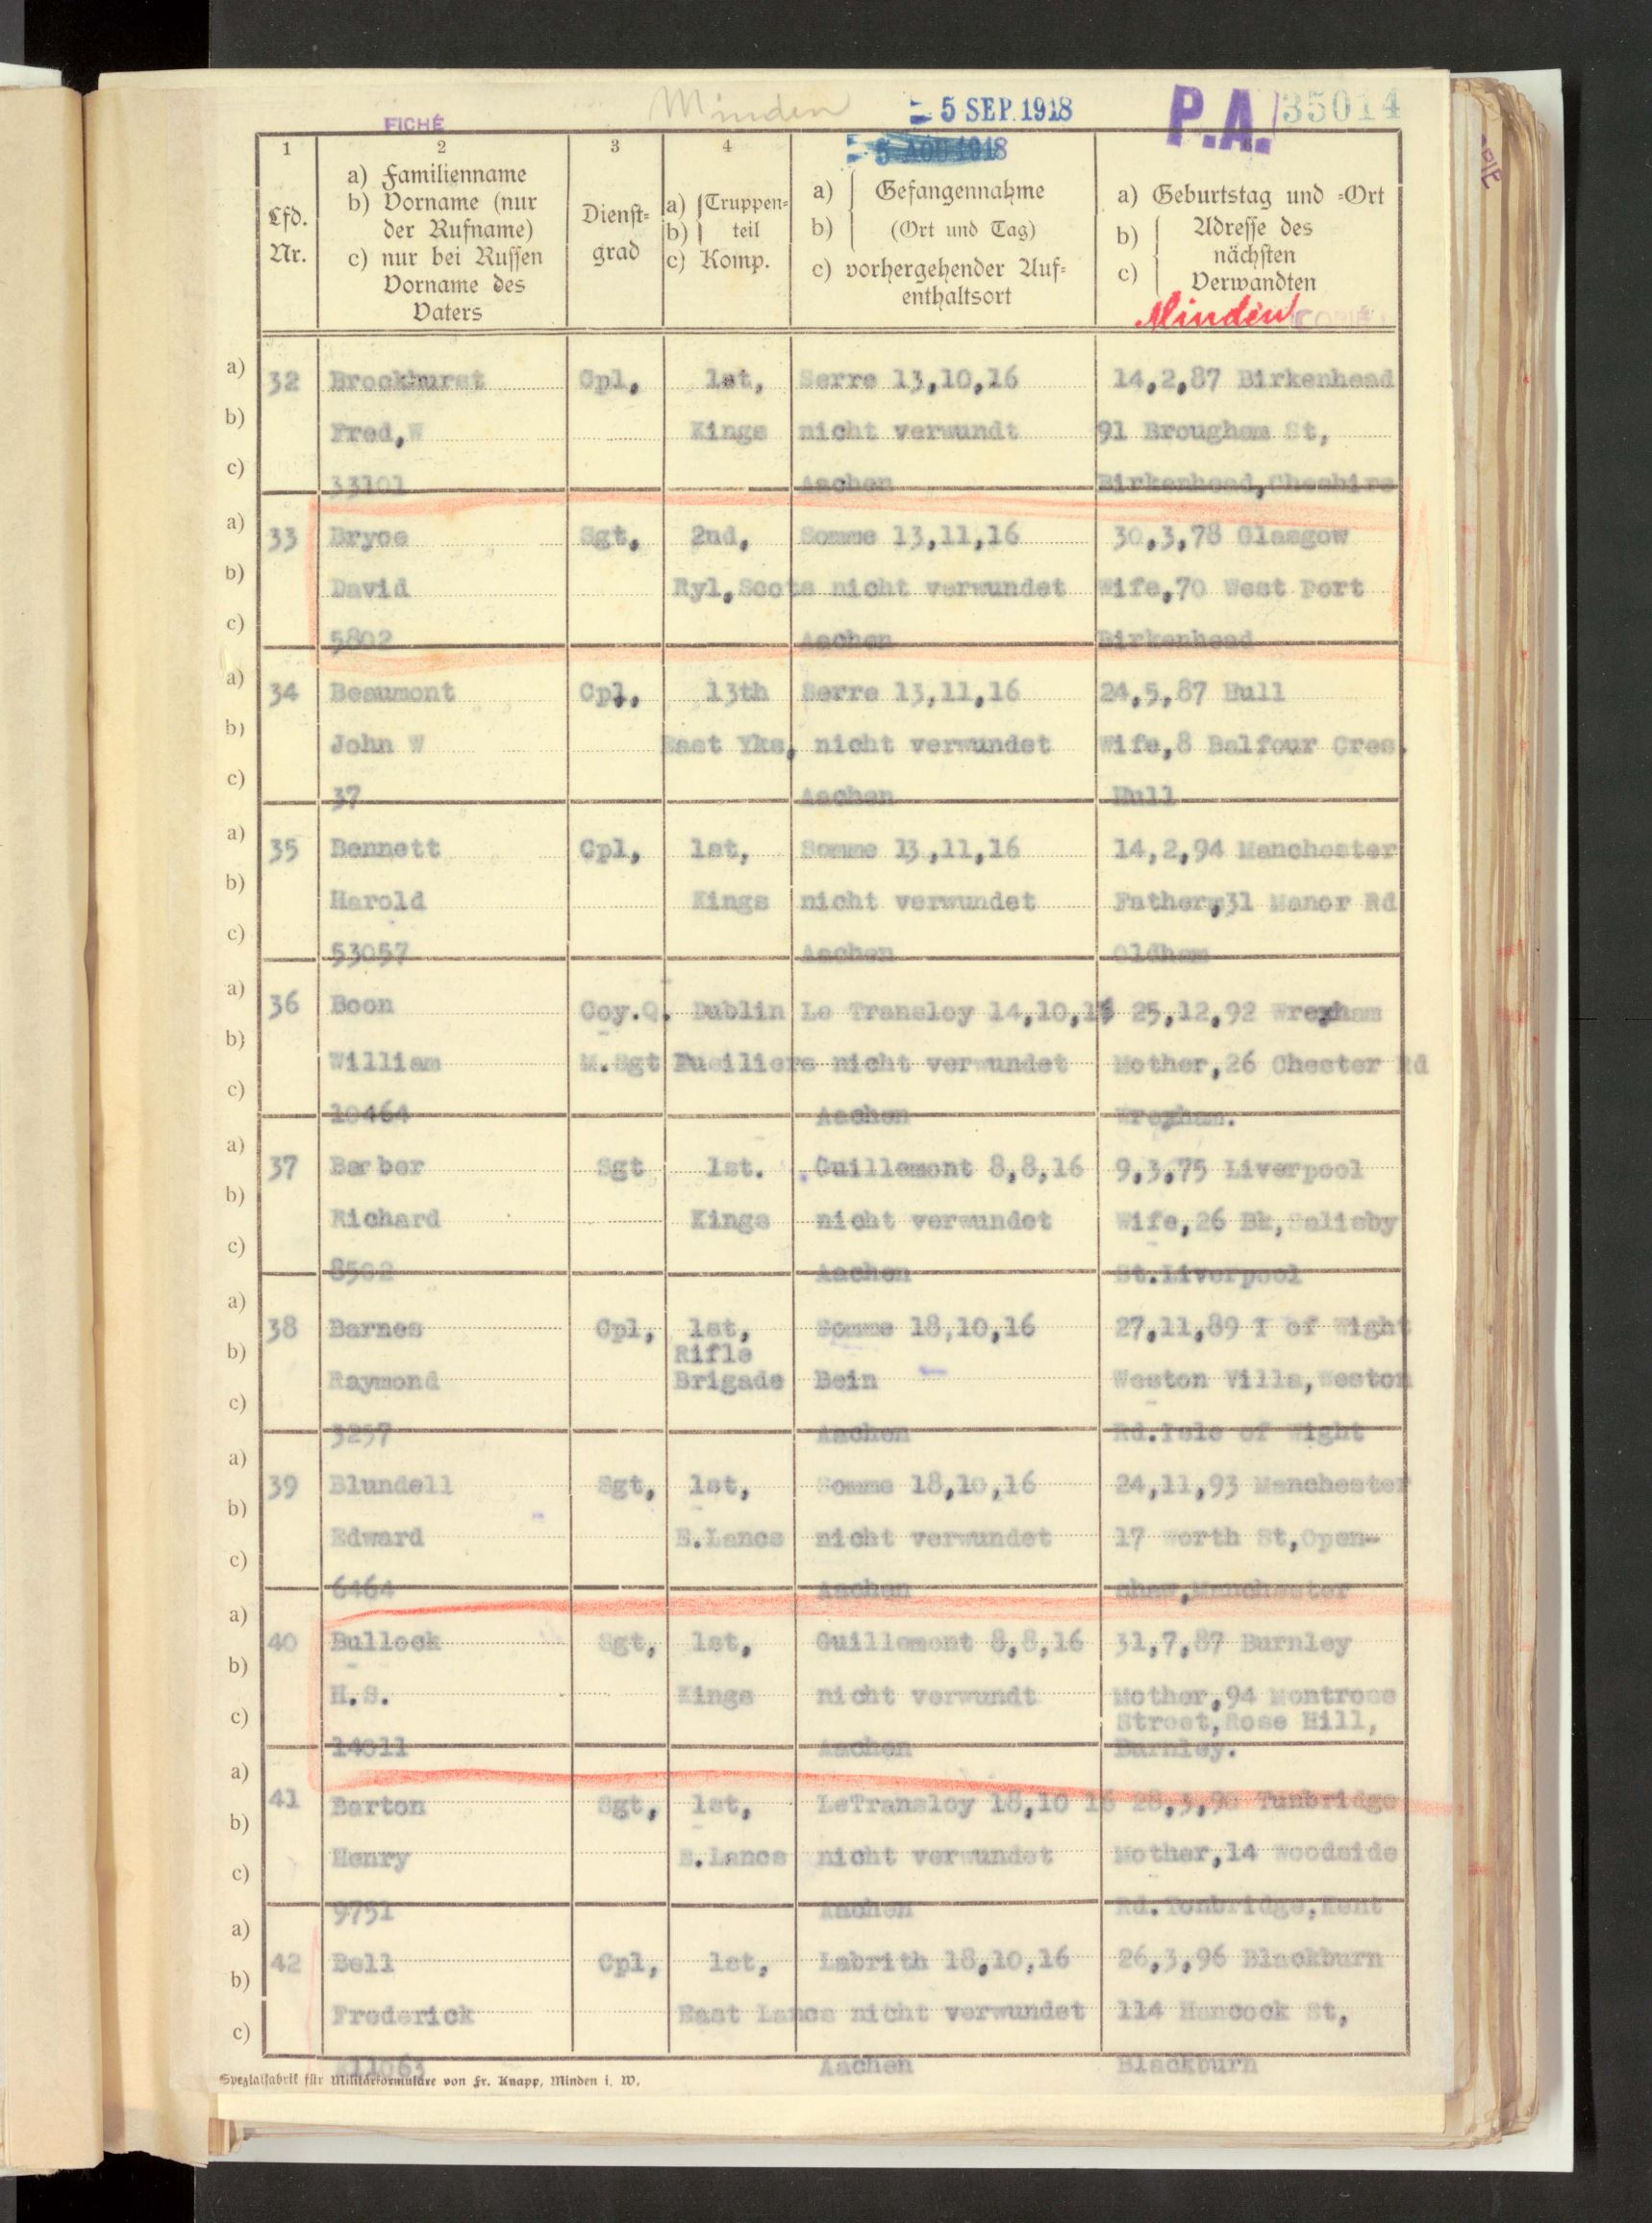 Minden
- 5 SEP. 1918
P.A. 35014
FICHÉ
- 5 AOU 1918
1 2 3 4
Lfd. Nr.
a) Familienname
b) Vorname (nur der Rufname)
c) nur bei Russen Vorname des Vaters
Dienst-grad
a) Truppen-
b) teil
c) Komp.
a) Gefangennahme
b) (Ort und Tag)
c) vorhergehender Auf-enthaltsort
a) Geburtstag und -Ort
b) Adresse des nächsten
c) Verwandten
Minden COPIE
a) 32 Brockhurst Cpl, 1st, Serre 13,10,16 14,2,87 Birkenhead
b) Fred,W Kings nicht verwundt 91 Brougham St,
c) 33101 Aachen Birkenhead,Cheshire
a) 33 Bryce Sgt, 2nd, Somme 13,11,16 30,3,78 Glasgow
b) David Ryl,Scots nicht verwundet Wife,70 West Port
c) 5802 Aachen Birkenhead
a) 34 Beaumont Cpl, 13th Serre 13,11,16 24,5,87 Hull
b) John W East Yks, nicht verwundet Wife,8 Balfour Cres.
c) 37 Aachen Hull
a) 35 Bennett Cpl, 1st, Somme 13,11,16 14,2,94 Manchester
b) Harold Kings nicht verwundet Father,31 Manor Rd
c) 53057 Aachen Oldham
a) 36 Boon Coy.Q. Dublin Le Transloy 14,10,16 25,12,92 Wrexham
b) William M.Sgt Fusiliers nicht verwundet Mother,26 Chester Rd
c) 10464 Aachen Wrexham.
a) 37 Barber Sgt 1st. Guillemont 8,8,16 9,3,75 Liverpool
b) Richard Kings nicht verwundet Wife,26 Bk,Salisby
c) 8502 Aachen St.Liverpool
a) 38 Barnes Cpl, 1st, Somme 18,10,16 27,11,89 I of Wight
Rifle
b) Raymond Brigade Bein Weston Villa,Weston
c) 3257 Aachen Rd.Isle of Wight
a) 39 Blundell Sgt, 1st, Somme 18,10,16 24,11,93 Manchester
b) Edward E.Lancs nicht verwundet 17 Worth St,Open-
c) 6464 Aachen shaw,Manchester
a) 40 Bullock Sgt, 1st, Guillemont 8,8,16 31,7,87 Burnley
b) H.S. Kings nicht verwundt Mother,94 Montrose
Street,Rose Hill,
c) 14011 Aachen Burnley.
a) 41 Barton Sgt, 1st, LeTransloy 18,10 16 Tunbridge
b) Henry E.Lancs nicht verwundet Mother,14 Woodside
c) 9751 Aachen Rd.Tonbridge,Kent
a) 42 Bell Cpl, 1st, Labrith 18,10,16 26,3,96 Blackburn
b) Frederick East Lancs nicht verwundet 114 Hancock St,
c) 11063 Aachen Blackburn
Spezialfabrik für Militärformulare von Fr. Knapp, Minden i. W.